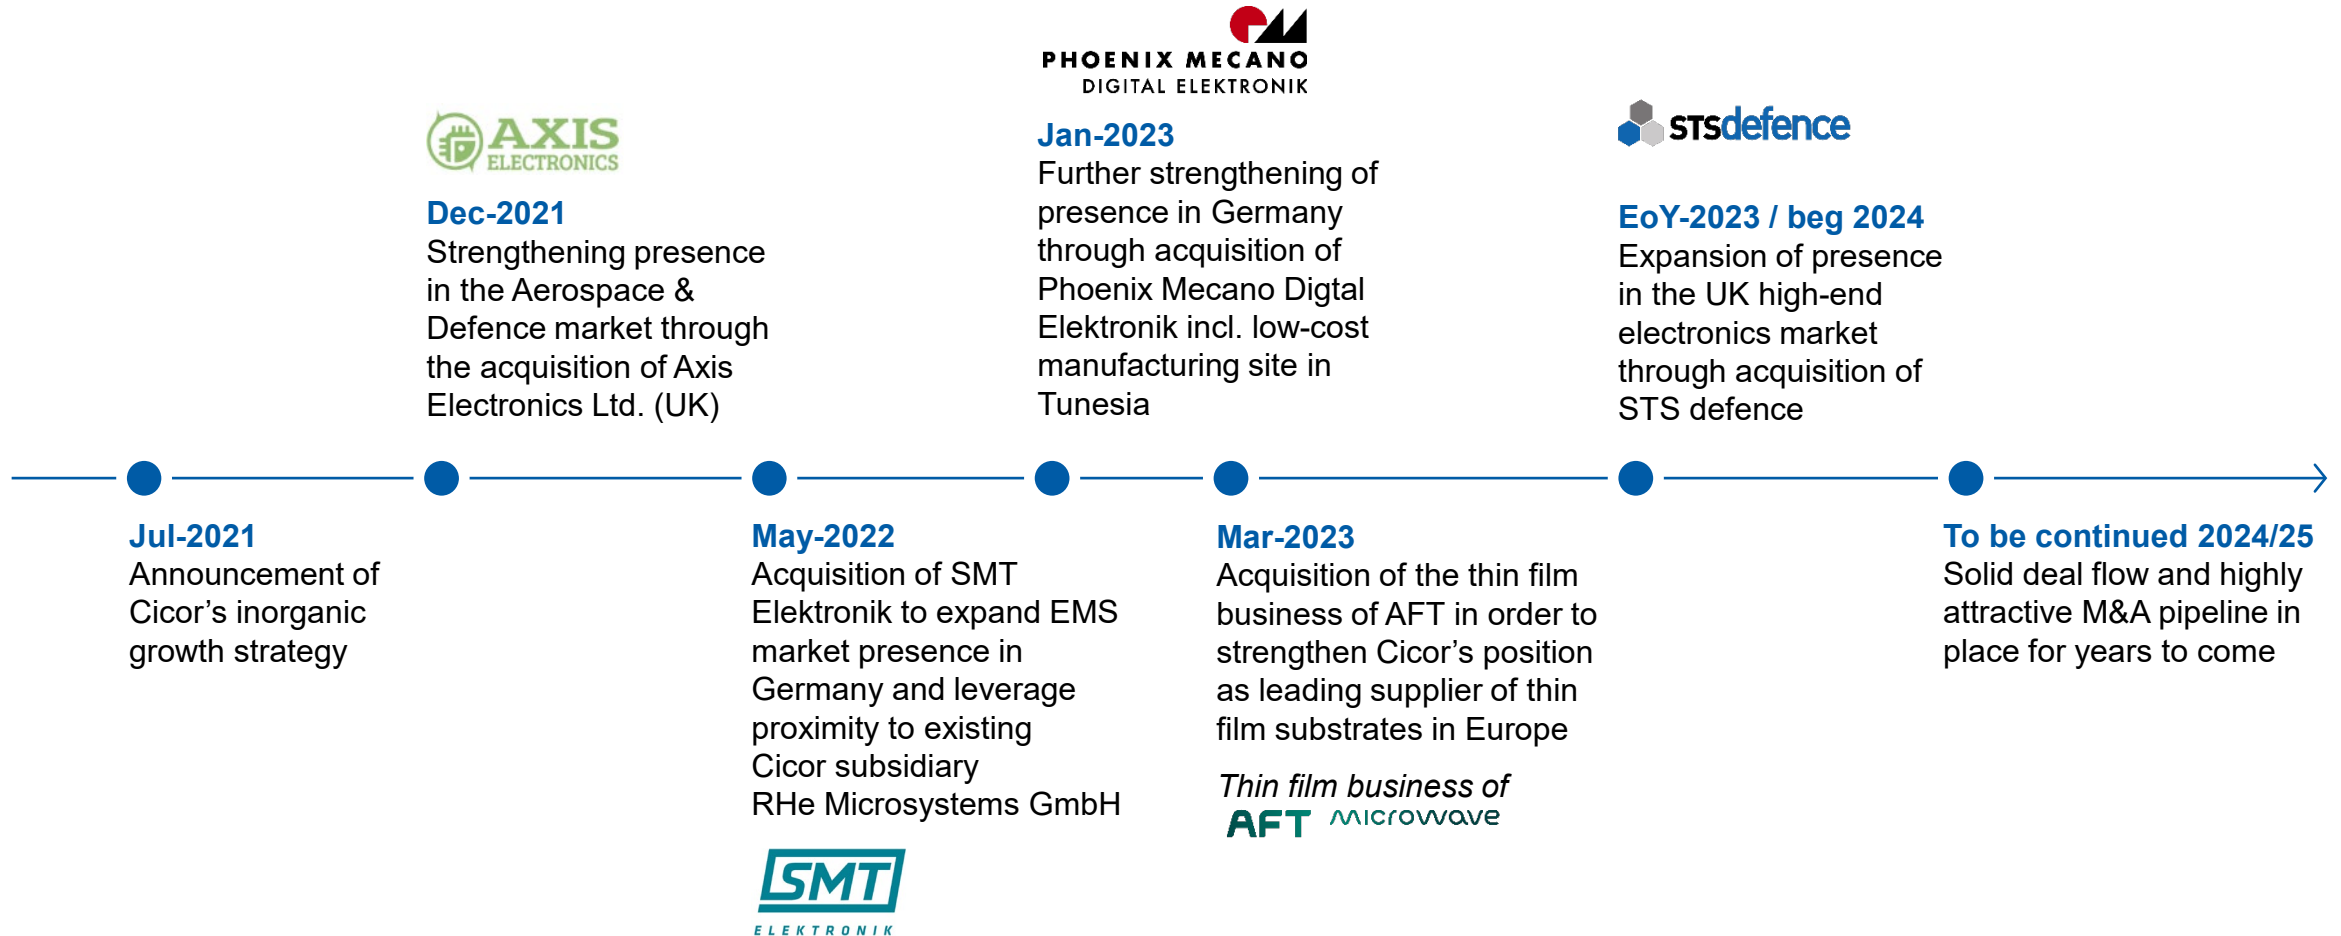 AXIS
ELECTRONICS
Dec-2021
Strengthening presence
in the Aerospace &
Defence market through
the acquisition of Axis
Electronics Ltd. (UK)
PHOENIX MECANO
DIGITAL ELEKTRONIK
Jan-2023
Further strengthening of
presence in Germany
through acquisition of
Phoenix Mecano Digtal
Elektronik incl. low-cost
manufacturing site in
Tunesia
STSdefence
EoY-2023 / beg 2024
Expansion of presence
in the UK high-end
electronics market
through acquisition of
STS defence
Jul-2021
Announcement of
Cicor’s inorganic
growth strategy
May-2022
Acquisition of SMT
Elektronik to expand EMS
market presence in
Germany and leverage
proximity to existing
Cicor subsidiary
RHe Microsystems GmbH
SMT
ELEKTRONIK
Mar-2023
Acquisition of the thin film
business of AFT in order to
strengthen Cicor’s position
as leading supplier of thin
film substrates in Europe
Thin film business of
AFT microwave
To be continued 2024/25
Solid deal flow and highly
attractive M&A pipeline in
place for years to come